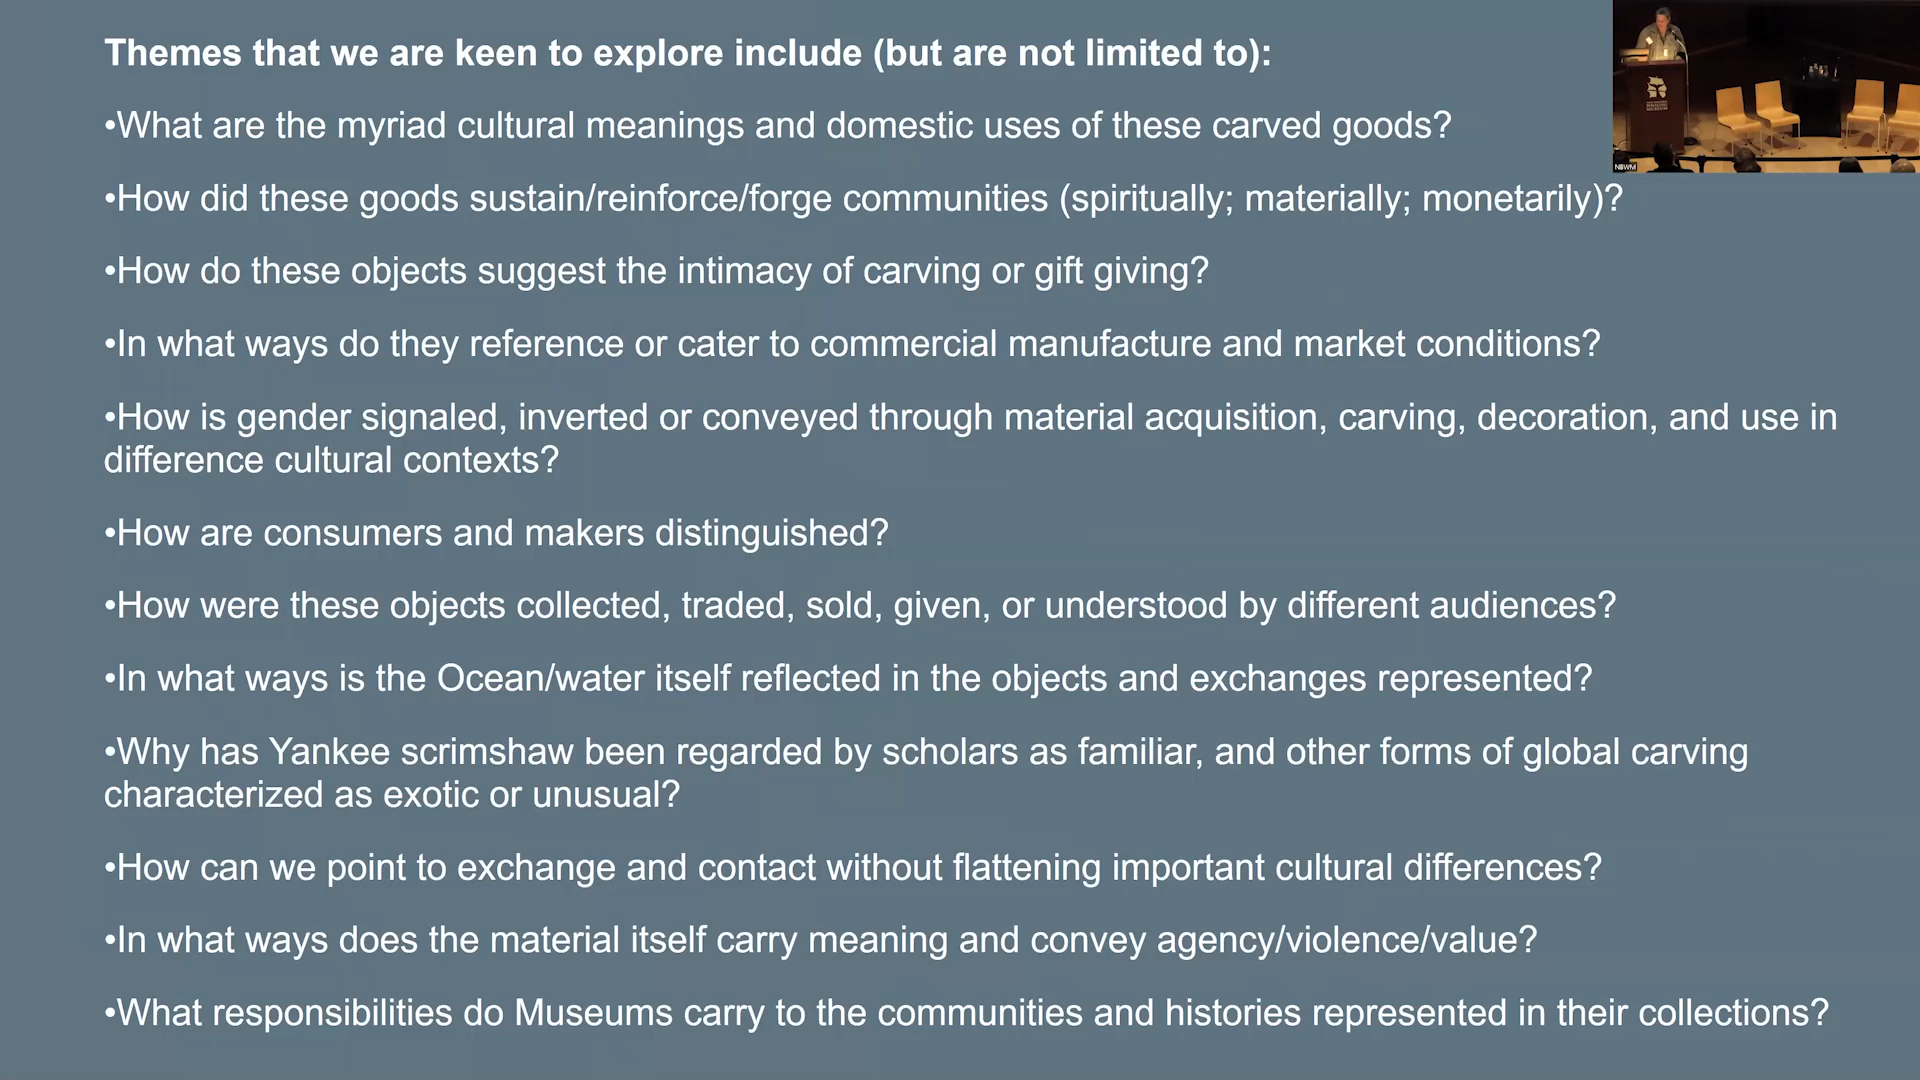 Themes that we are keen to explore include (but are not limited to):
•What are the myriad cultural meanings and domestic uses of these carved goods?
•How did these goods sustain/reinforce/forge communities (spiritually; materially; monetarily)?
•How do these objects suggest the intimacy of carving or gift giving?
•In what ways do they reference or cater to commercial manufacture and market conditions?
•How is gender signaled, inverted or conveyed through material acquisition, carving, decoration, and use in
difference cultural contexts?
•How are consumers and makers distinguished?
•How were these objects collected, traded, sold, given, or understood by different audiences?
•In what ways is the Ocean/water itself reflected in the objects and exchanges represented?
•Why has Yankee scrimshaw been regarded by scholars as familiar, and other forms of global carving
characterized as exotic or unusual?
•How can we point to exchange and contact without flattening important cultural differences?
•In what ways does the material itself carry meaning and convey agency/violence/value?
•What responsibilities do Museums carry to the communities and histories represented in their collections?
NBWM